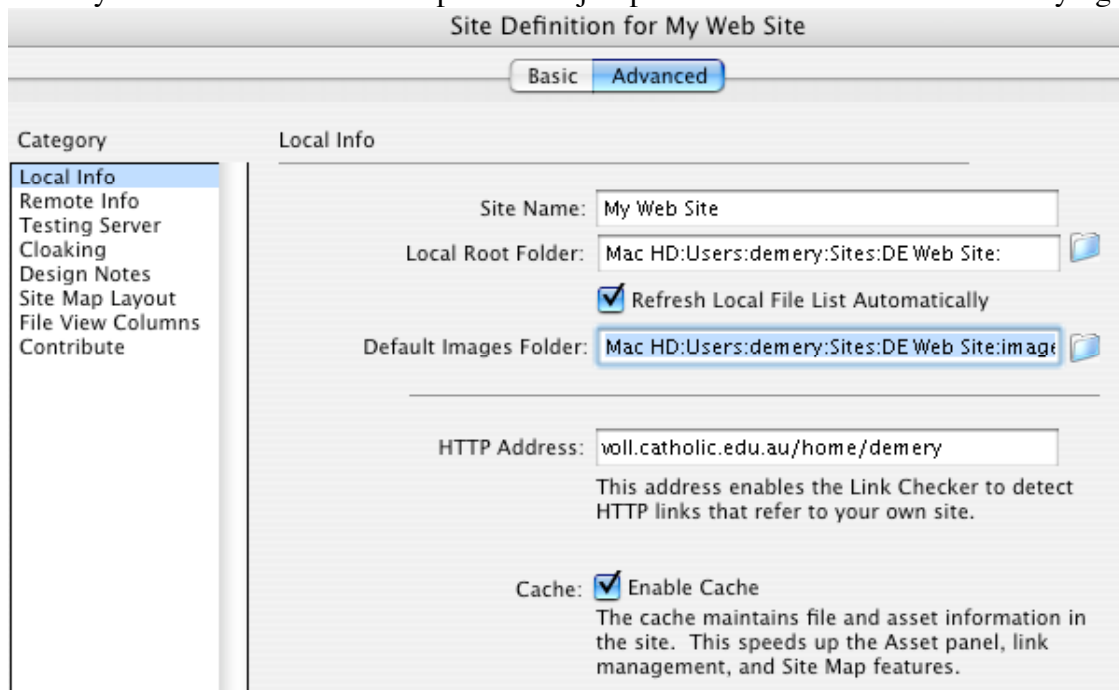 Site Definition for My Web Site
Basic Advanced
Category
Local Info
Local Info
Remote Info
Testing Server
Cloaking
Design Notes
Site Map Layout
File View Columns
Contribute
Site Name: My Web Site
Local Root Folder: Mac HD:Users:demery:Sites:DE Web Site:
Refresh Local File List Automatically
Default Images Folder: Mac HD:Users:demery:Sites:DE Web Site:image
HTTP Address: woll.catholic.edu.au/home/demery
This address enables the Link Checker to detect
HTTP links that refer to your own site.
Cache: Enable Cache
The cache maintains file and asset information in
the site. This speeds up the Asset panel, link
management, and Site Map features.